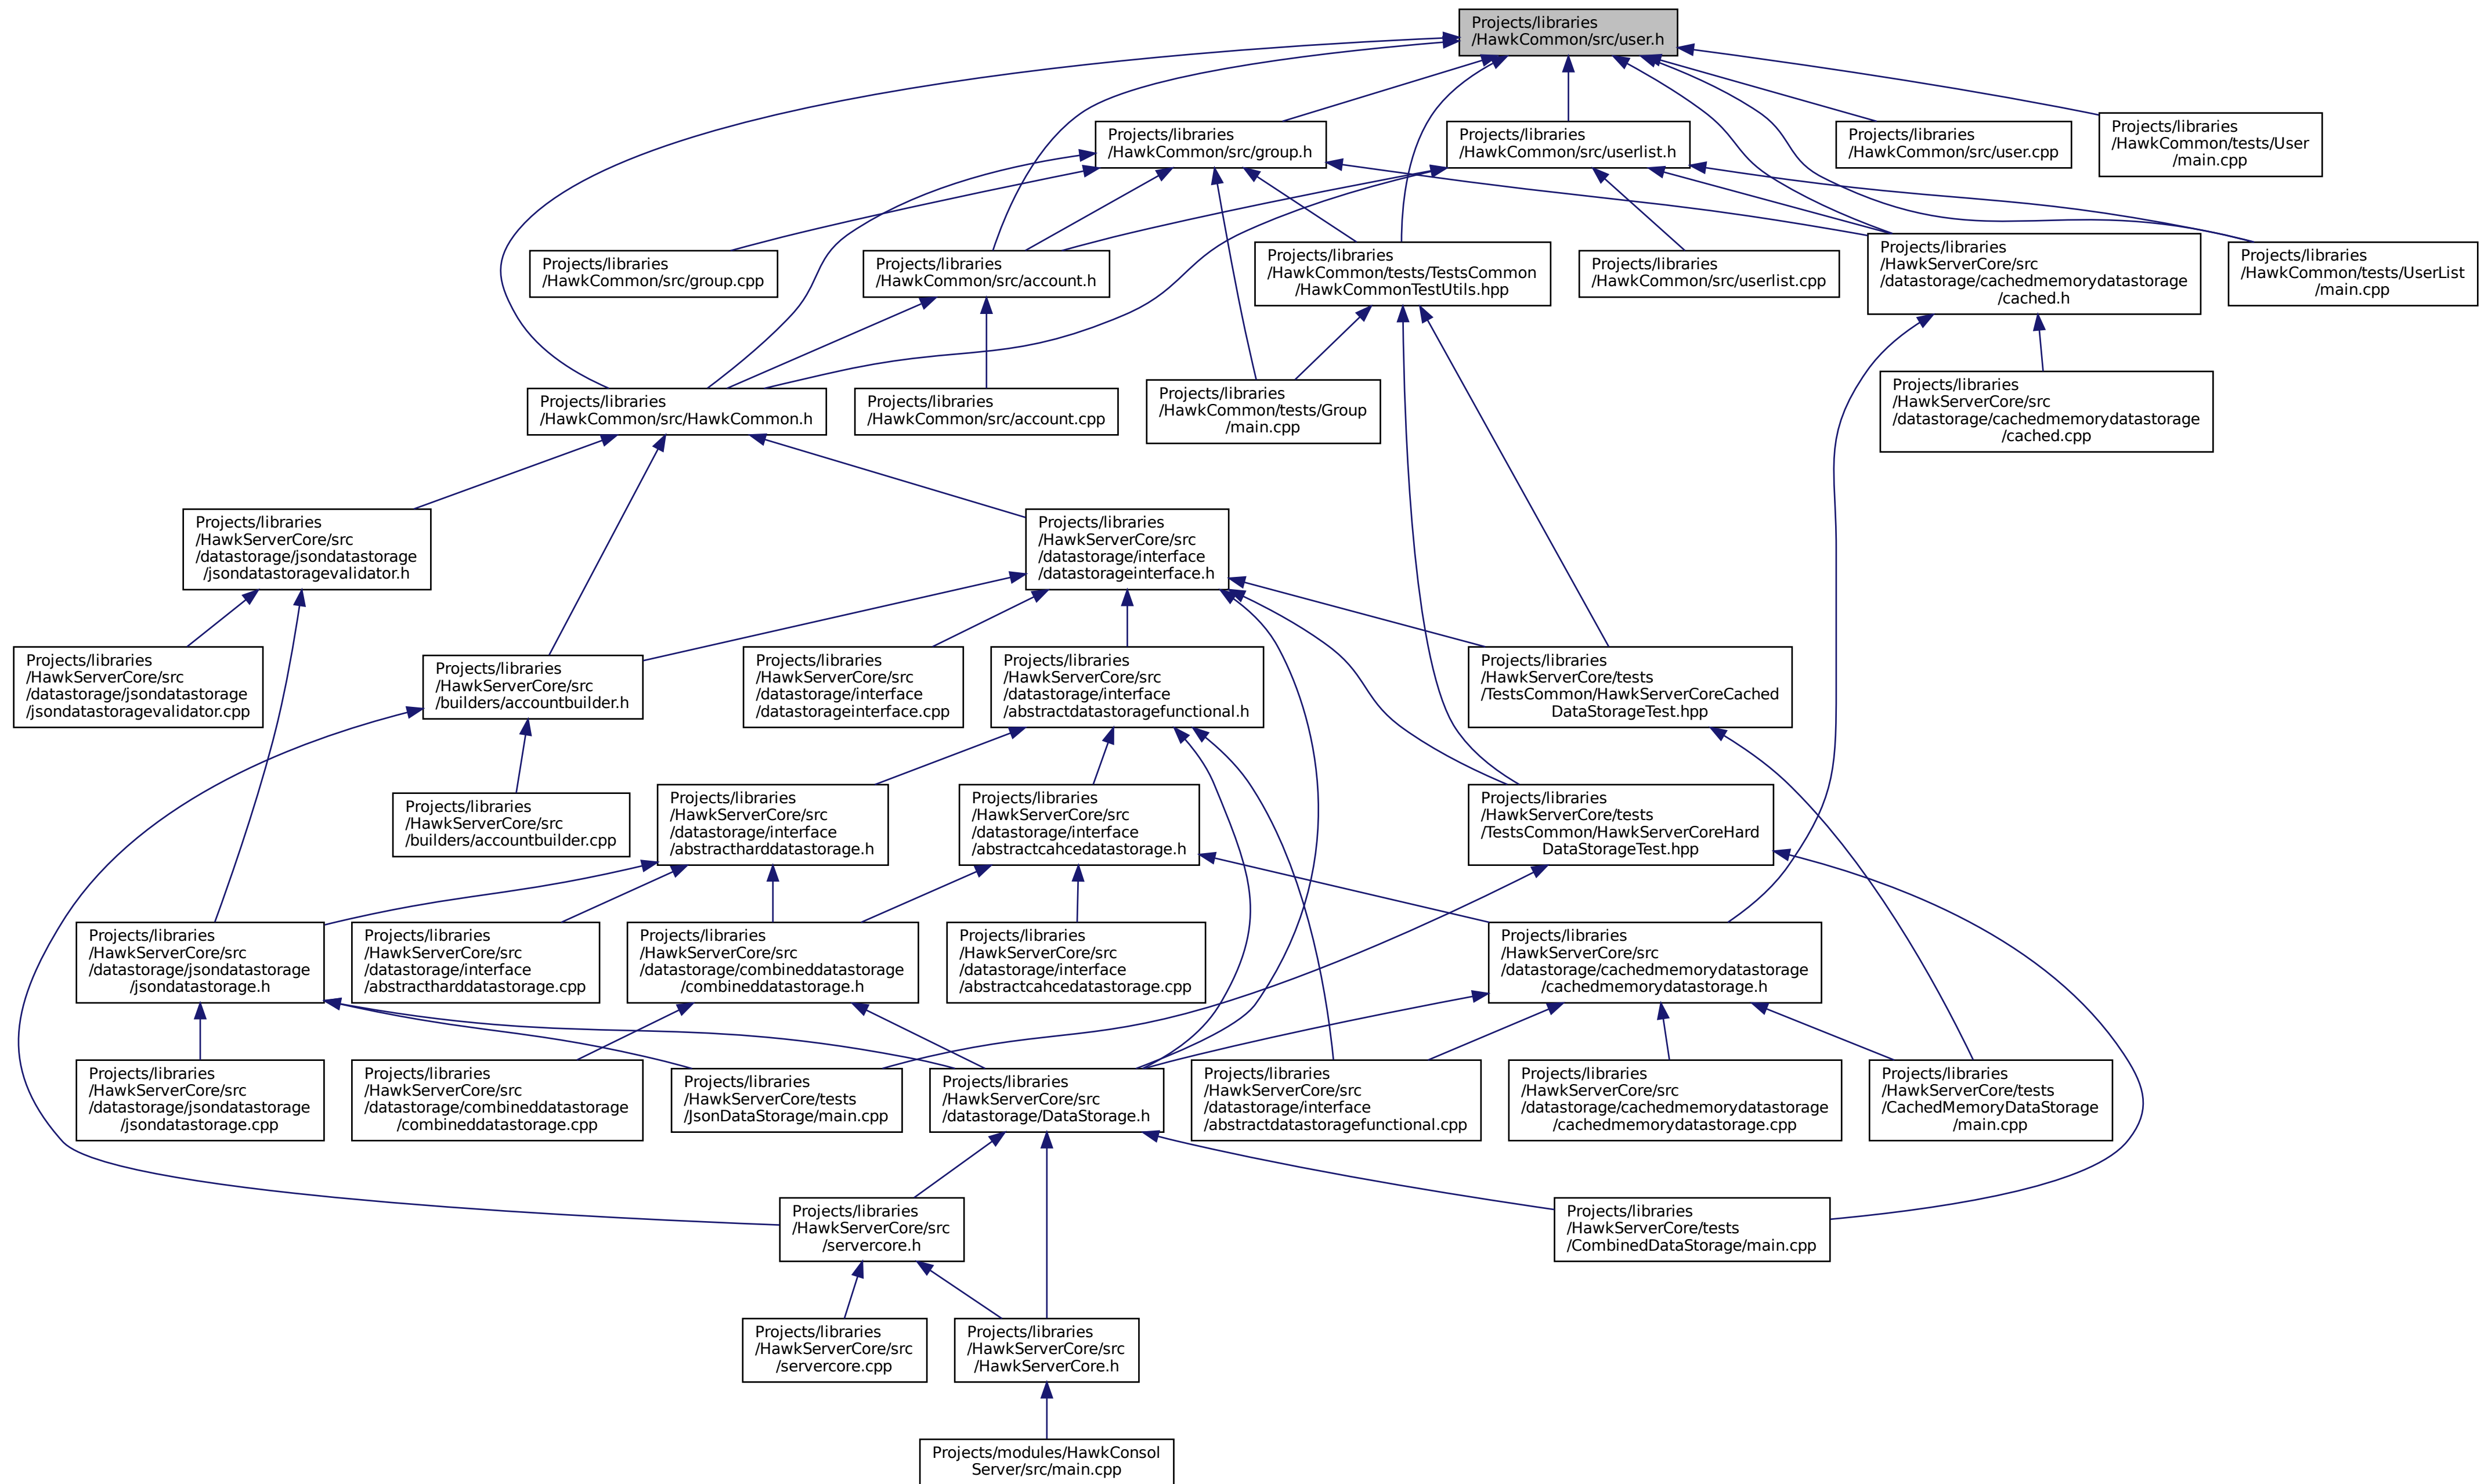 Projects/libraries
/HawkCommon/src/user.h
Projects/libraries
/HawkCommon/src/group.h
Projects/libraries
/HawkCommon/src/userlist.h
Projects/libraries
/HawkCommon/src/user.cpp
Projects/libraries
/HawkCommon/tests/User
/main.cpp
Projects/libraries
/HawkCommon/src/group.cpp
Projects/libraries
/HawkCommon/src/account.h
Projects/libraries
/HawkCommon/tests/TestsCommon
/HawkCommonTestUtils.hpp
Projects/libraries
/HawkCommon/src/userlist.cpp
Projects/libraries
/HawkServerCore/src
/datastorage/cachedmemorydatastorage
/cached.h
Projects/libraries
/HawkCommon/tests/UserList
/main.cpp
Projects/libraries
/HawkCommon/src/HawkCommon.h
Projects/libraries
/HawkCommon/src/account.cpp
Projects/libraries
/HawkCommon/tests/Group
/main.cpp
Projects/libraries
/HawkServerCore/src
/datastorage/cachedmemorydatastorage
/cached.cpp
Projects/libraries
/HawkServerCore/src
/datastorage/jsondatastorage
/jsondatastoragevalidator.h
Projects/libraries
/HawkServerCore/src
/datastorage/interface
/datastorageinterface.h
Projects/libraries
/HawkServerCore/src
/datastorage/jsondatastorage
/jsondatastoragevalidator.cpp
Projects/libraries
/HawkServerCore/src
/builders/accountbuilder.h
Projects/libraries
/HawkServerCore/src
/datastorage/interface
/datastorageinterface.cpp
Projects/libraries
/HawkServerCore/src
/datastorage/interface
/abstractdatastoragefunctional.h
Projects/libraries
/HawkServerCore/tests
/TestsCommon/HawkServerCoreCached
DataStorageTest.hpp
Projects/libraries
/HawkServerCore/src
/builders/accountbuilder.cpp
Projects/libraries
/HawkServerCore/src
/datastorage/interface
/abstractharddatastorage.h
Projects/libraries
/HawkServerCore/src
/datastorage/interface
/abstractcahcedatastorage.h
Projects/libraries
/HawkServerCore/tests
/TestsCommon/HawkServerCoreHard
DataStorageTest.hpp
Projects/libraries
/HawkServerCore/src
/datastorage/jsondatastorage
/jsondatastorage.h
Projects/libraries
/HawkServerCore/src
/datastorage/interface
/abstractharddatastorage.cpp
Projects/libraries
/HawkServerCore/src
/datastorage/combineddatastorage
/combineddatastorage.h
Projects/libraries
/HawkServerCore/src
/datastorage/interface
/abstractcahcedatastorage.cpp
Projects/libraries
/HawkServerCore/src
/datastorage/cachedmemorydatastorage
/cachedmemorydatastorage.h
Projects/libraries
/HawkServerCore/src
/datastorage/jsondatastorage
/jsondatastorage.cpp
Projects/libraries
/HawkServerCore/src
/datastorage/combineddatastorage
/combineddatastorage.cpp
Projects/libraries
/HawkServerCore/tests
/JsonDataStorage/main.cpp
Projects/libraries
/HawkServerCore/src
/datastorage/DataStorage.h
Projects/libraries
/HawkServerCore/src
/datastorage/interface
/abstractdatastoragefunctional.cpp
Projects/libraries
/HawkServerCore/src
/datastorage/cachedmemorydatastorage
/cachedmemorydatastorage.cpp
Projects/libraries
/HawkServerCore/tests
/CachedMemoryDataStorage
/main.cpp
Projects/libraries
/HawkServerCore/src
/servercore.h
Projects/libraries
/HawkServerCore/tests
/CombinedDataStorage/main.cpp
Projects/libraries
/HawkServerCore/src
/servercore.cpp
Projects/libraries
/HawkServerCore/src
/HawkServerCore.h
Projects/modules/HawkConsol
Server/src/main.cpp